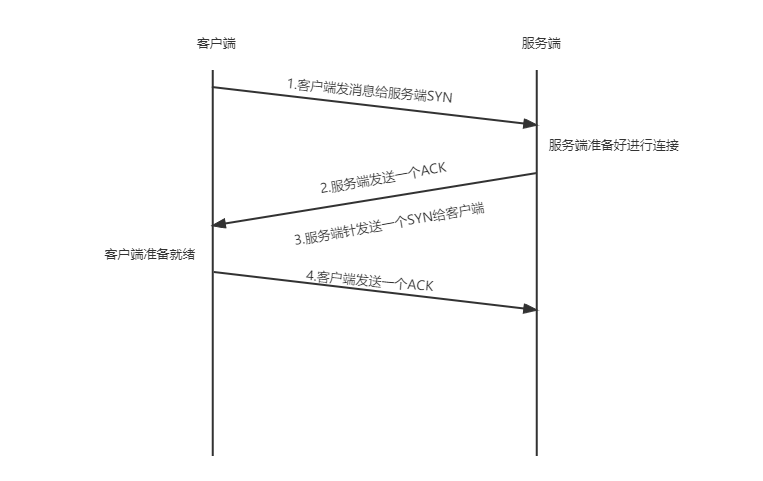 客户端
服务端
1.客户端发消息给服务端SYN
服务端准备好进行连接
2.服务端发送一个ACK
3.服务端针发送一个SYN给客户端
客户端准备就绪
4.客户端发送一个ACK